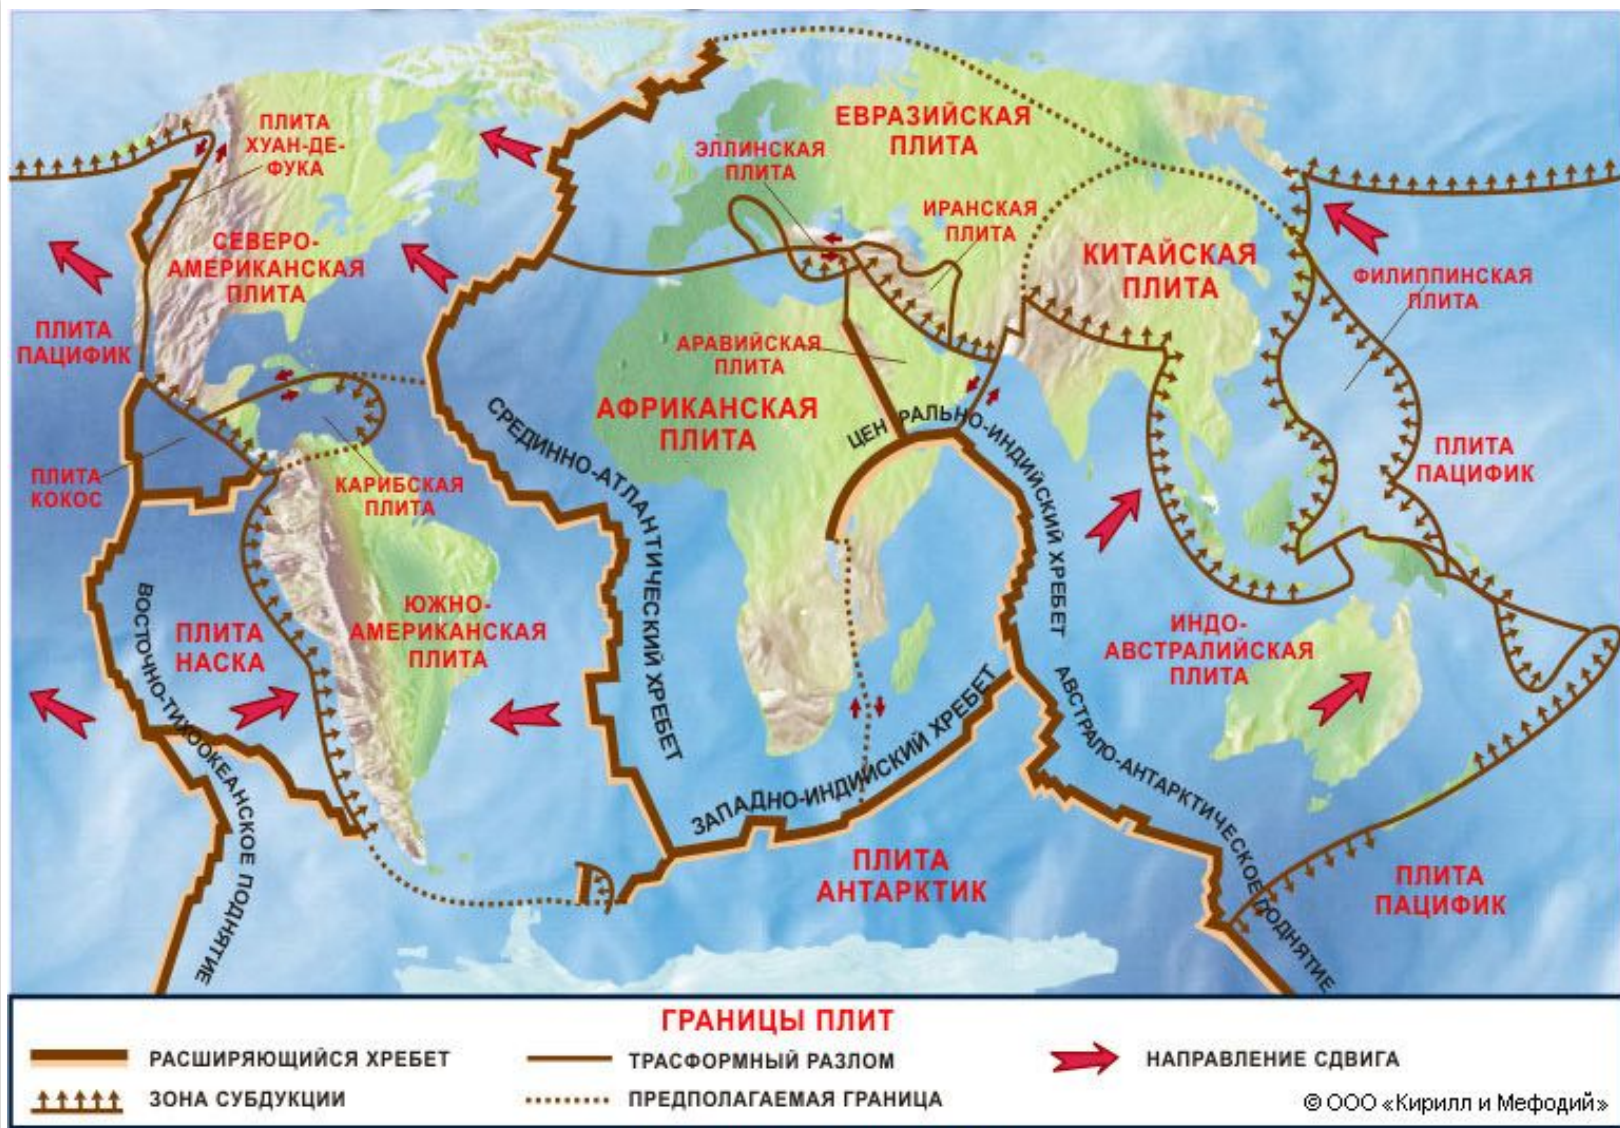 ПЛИТА
ХУАН-ДЕ-
ФУКА
ЕВРАЗИЙСКАЯ
ПЛИТА
ЭЛЛИНСКАЯ
ПЛИТА
ИРАНСКАЯ
ПЛИТА
СЕВЕРО-
АМЕРИКАНСКАЯ
ПЛИТА
КИТАЙСКАЯ
ПЛИТА
ФИЛИППИНСКАЯ
ПЛИТА
ПЛИТА
ПАЦИФИК
АРАВИЙСКАЯ
ПЛИТА
АФРИКАНСКАЯ
ПЛИТА
ЦЕНРАЛЬНО-ИНДИЙСКИЙ ХРЕБЕТ
СРЕДИННО-АТЛАНТИЧЕСКИЙ ХРЕБЕТ
ПЛИТА
ПАЦИФИК
ПЛИТА
КОКОС
КАРИБСКАЯ
ПЛИТА
ВОСТОЧНО-ТИХООКЕАНСКОЕ ПОДНЯТИЕ
ПЛИТА
НАСКА
ЮЖНО-
АМЕРИКАНСКАЯ
ПЛИТА
ИНДО-
АВСТРАЛИЙСКАЯ
ПЛИТА
ЗАПАДНО-ИНДИЙСКИЙ ХРЕБЕТ
АВСТРАЛО-АНТАРКТИЧЕСКОЕ ПОДНЯТИЕ
ПЛИТА
АНТАРКТИК
ПЛИТА
ПАЦИФИК
ГРАНИЦЫ ПЛИТ
РАСШИРЯЮЩИЙСЯ ХРЕБЕТ
ТРАСФОРМНЫЙ РАЗЛОМ
НАПРАВЛЕНИЕ СДВИГА
ЗОНА СУБДУКЦИИ
ПРЕДПОЛАГАЕМАЯ ГРАНИЦА
© ООО «Кирилл и Мефодий»